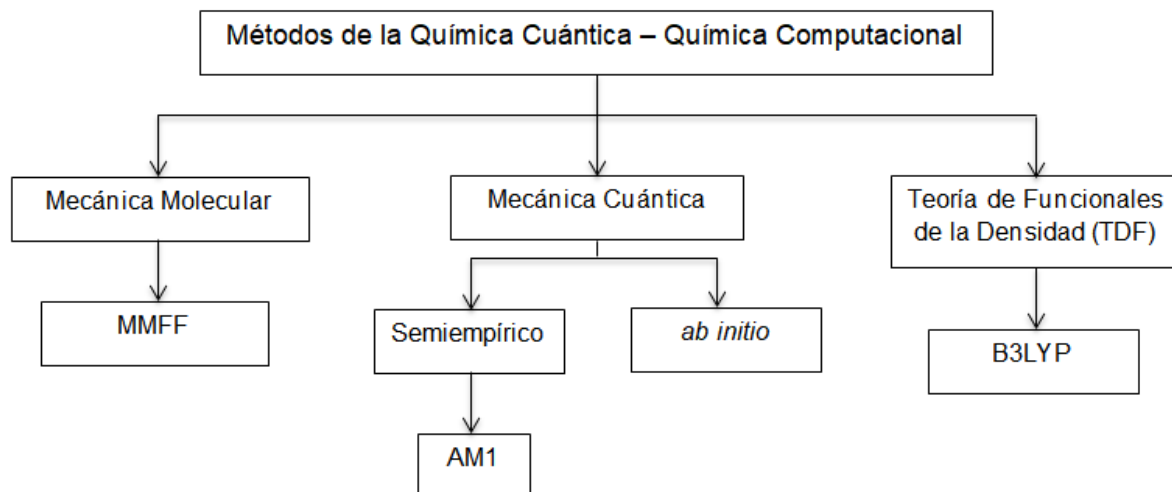 Métodos de la Química Cuántica – Química Computacional
Mecánica Molecular
Mecánica Cuántica
Teoría de Funcionales
de la Densidad (TDF)
MMFF
Semiempírico
ab initio
B3LYP
AM1